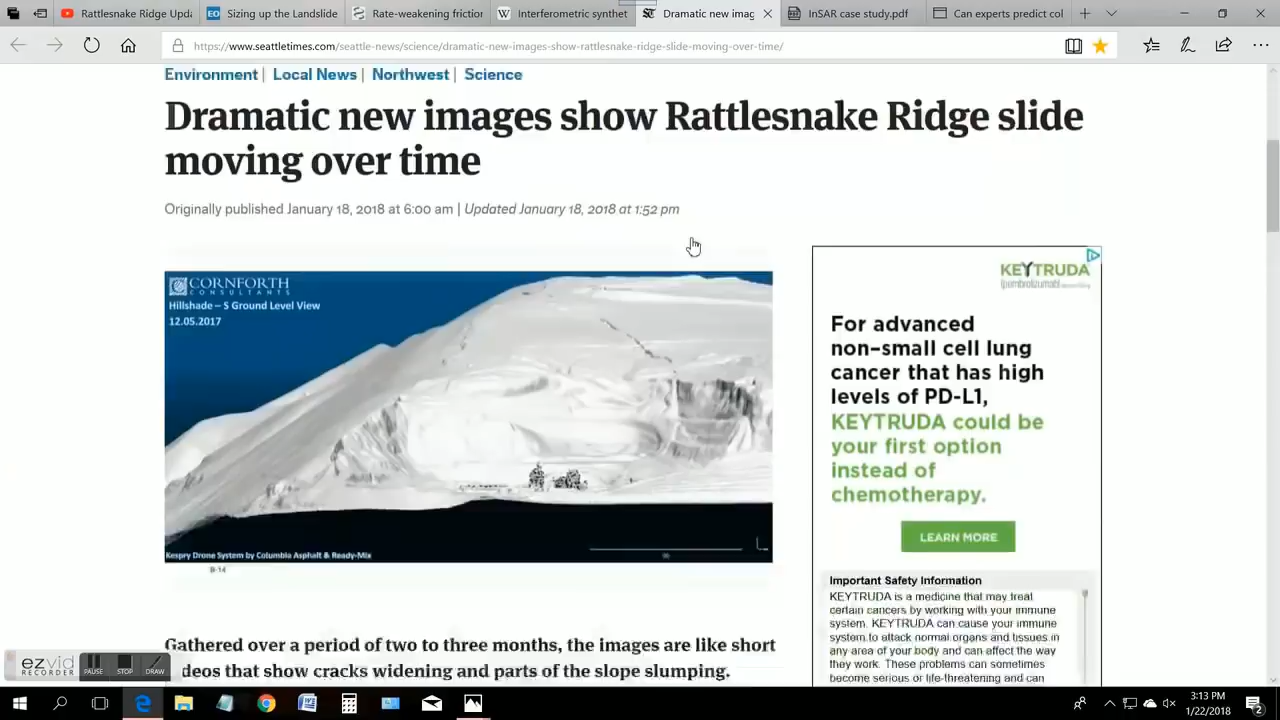 Rattlesnake Ridge Upda
Sizing Up the Landslide
Rate-weakening friction
Interferometric synthet
Dramatic new imag
InSAR case study.pdf
Can experts predict col
https://www.seattletimes.com/seattle-news/science/dramatic-new-images-show-rattlesnake-ridge-slide-moving-over-time/
Environment | Local News | Northwest | Science
Dramatic new images show Rattlesnake Ridge slide
moving over time
Originally published January 18, 2018 at 6:00 am | Updated January 18, 2018 at 1:52 pm
CORNFORTH
CONSULTANTS
Hillshade – S Ground Level View
12.05.2017
Kespry Drone System by Columbia Asphalt & Ready-Mix
B-14
Gathered over a period of two to three months, the images are like short
deos that show cracks widening and parts of the slope slumping.
KEYTRUDA
For advanced
non–small cell lung
cancer that has high
levels of PD-L1,
KEYTRUDA could be
your first option
instead of
chemotherapy.
LEARN MORE
Important Safety Information
KEYTRUDA is a medicine that may treat
certain cancers by working with your immune
system. KEYTRUDA can cause your immune
system to attack normal organs and tissues in
any area of your body and can affect the way
they work. These problems can sometimes
become serious or life-threatening and can
ezvid
RECORDER
PAUSE
STOP
DRAW
3:13 PM
1/22/2018
2